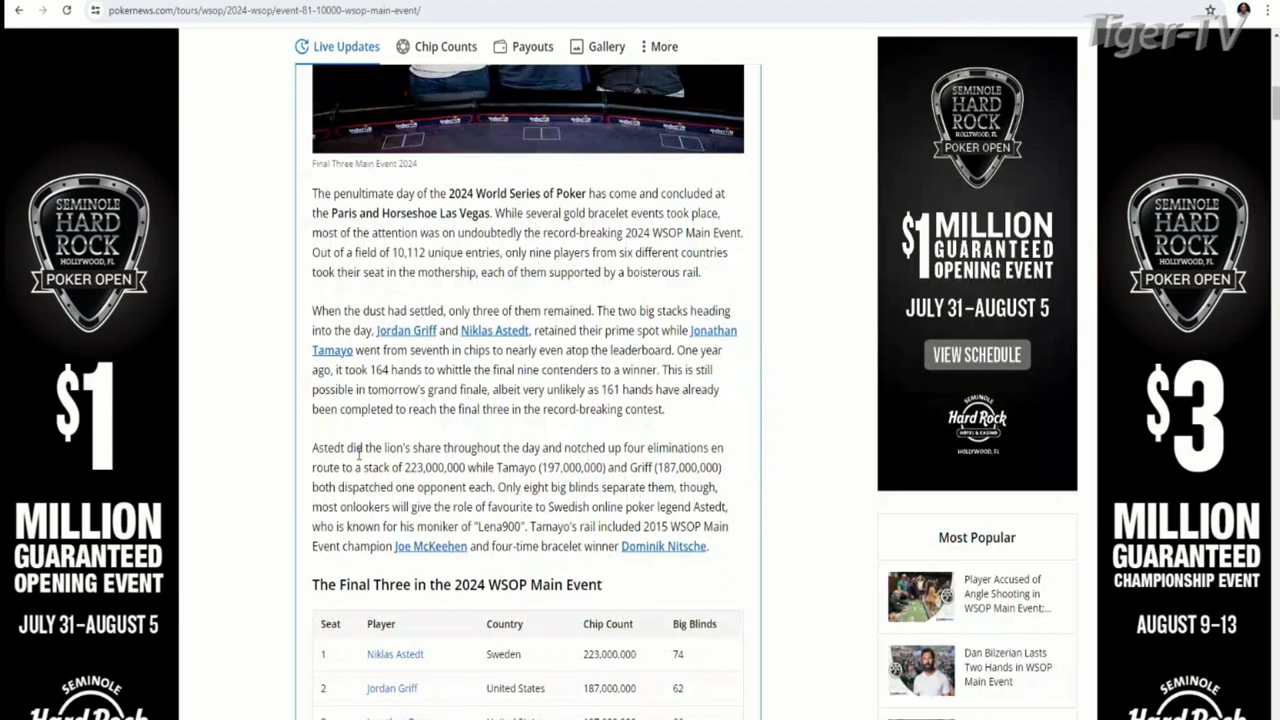 pokernews.com/tours/wsop/2024-wsop/event-81-10000-wsop-main-event/
Tiger-TV
Live Updates
Chip Counts
Payouts
Gallery
More
Final Three Main Event 2024
The penultimate day of the 2024 World Series of Poker has come and concluded at
the Paris and Horseshoe Las Vegas. While several gold bracelet events took place,
most of the attention was on undoubtedly the record-breaking 2024 WSOP Main Event.
Out of a field of 10,112 unique entries, only nine players from six different countries
took their seat in the mothership, each of them supported by a boisterous rail.
When the dust had settled, only three of them remained. The two big stacks heading
into the day, Jordan Griff and Niklas Astedt, retained their prime spot while Jonathan
Tamayo went from seventh in chips to nearly even atop the leaderboard. One year
ago, it took 164 hands to whittle the final nine contenders to a winner. This is still
possible in tomorrow's grand finale, albeit very unlikely as 161 hands have already
been completed to reach the final three in the record-breaking contest.
Astedt did the lion's share throughout the day and notched up four eliminations en
route to a stack of 223,000,000 while Tamayo (197,000,000) and Griff (187,000,000)
both dispatched one opponent each. Only eight big blinds separate them, though,
most onlookers will give the role of favourite to Swedish online poker legend Astedt,
who is known for his moniker of "Lena900". Tamayo's rail included 2015 WSOP Main
Event champion Joe McKeehen and four-time bracelet winner Dominik Nitsche.
The Final Three in the 2024 WSOP Main Event
Seat Player Country Chip Count Big Blinds
1 Niklas Astedt Sweden 223,000,000 74
2 Jordan Griff United States 187,000,000 62
SEMINOLE
HARD
ROCK
HOLLYWOOD, FL
POKER OPEN
$1
MILLION
GUARANTEED
OPENING EVENT
JULY 31–AUGUST 5
SEMINOLE
Hard Rock
SEMINOLE
HARD
ROCK
HOLLYWOOD, FL
POKER OPEN
$1 MILLION
GUARANTEED
OPENING EVENT
JULY 31–AUGUST 5
VIEW SCHEDULE
SEMINOLE
Hard Rock
HOTEL & CASINO
HOLLYWOOD, FL
Most Popular
Player Accused of
Angle Shooting in
WSOP Main Event;...
Dan Bilzerian Lasts
Two Hands in WSOP
Main Event
SEMINOLE
HARD
ROCK
HOLLYWOOD, FL
POKER OPEN
$3
MILLION
GUARANTEED
CHAMPIONSHIP EVENT
AUGUST 9–13
SEMINOLE
Hard Rock